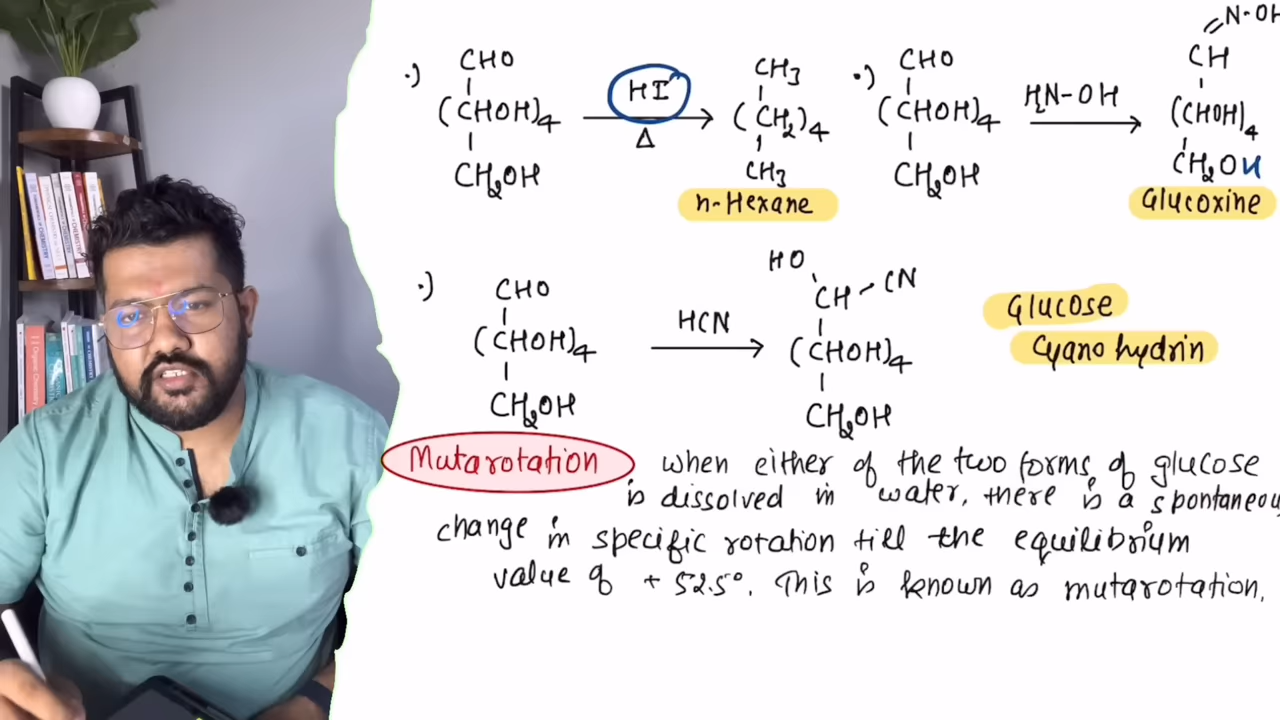 CHO
(CHOH)4
CH2OH
HI
Δ
CH3
(CH2)4
CH3
n-Hexane
CHO
(CHOH)4
CH2OH
H2N-OH
N-OH
CH
(CHOH)4
CH2OH
Glucoxine
CHO
(CHOH)4
CH2OH
HCN
HO
CH-CN
(CHOH)4
CH2OH
Glucose
Cyano hydrin
Mutarotation when either of the two forms of glucose
is dissolved in water, there is a spontaneou
change in specific rotation till the equilibrium
value of + 52.5°. This is known as mutarotation.